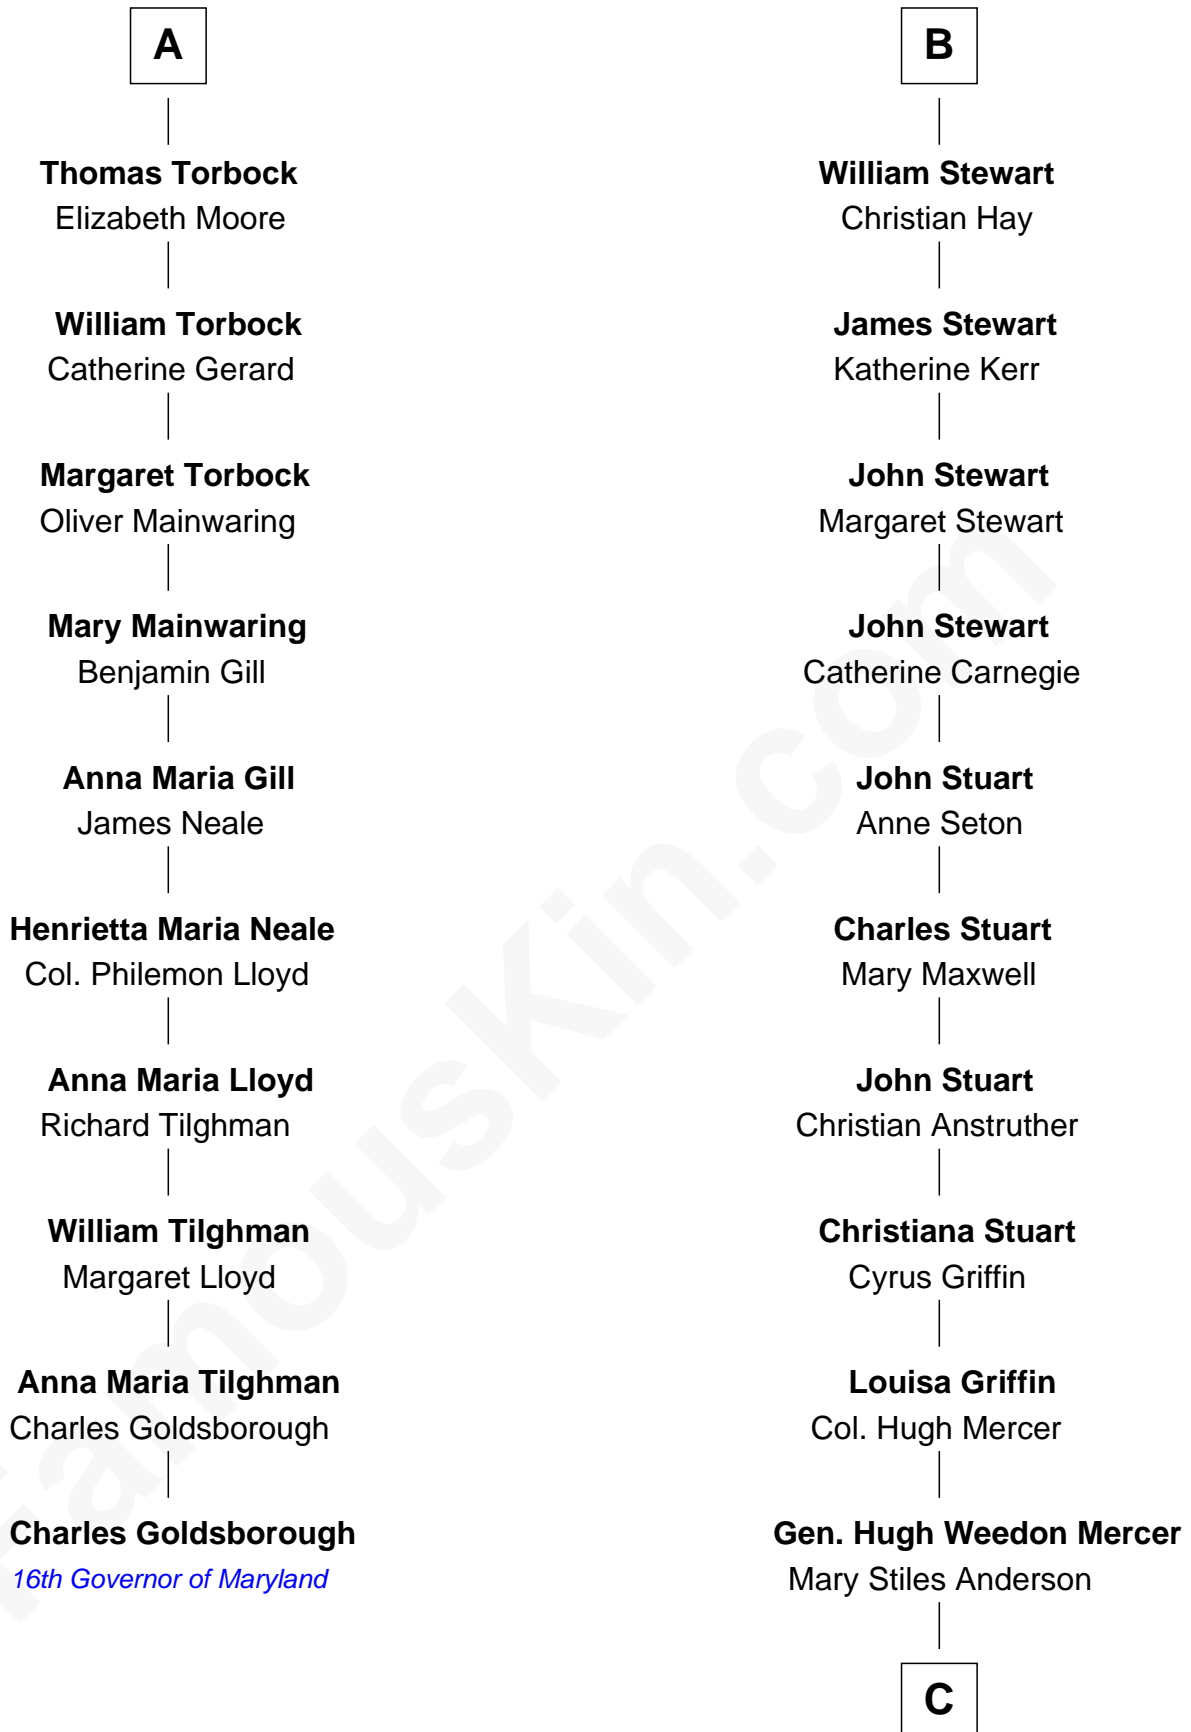 A
Thomas Torbock
Elizabeth Moore
William Torbock
Catherine Gerard
Margaret Torbock
Oliver Mainwaring
Mary Mainwaring
Benjamin Gill
Anna Maria Gill
James Neale
Henrietta Maria Neale
Col. Philemon Lloyd
Anna Maria Lloyd
Richard Tilghman
William Tilghman
Margaret Lloyd
Anna Maria Tilghman
Charles Goldsborough
Charles Goldsborough
16th Governor of Maryland
B
William Stewart
Christian Hay
James Stewart
Katherine Kerr
John Stewart
Margaret Stewart
John Stewart
Catherine Carnegie
John Stuart
Anne Seton
Charles Stuart
Mary Maxwell
John Stuart
Christian Anstruther
Christiana Stuart
Cyrus Griffin
Louisa Griffin
Col. Hugh Mercer
Gen. Hugh Weedon Mercer
Mary Stiles Anderson
C
FamousKin.com